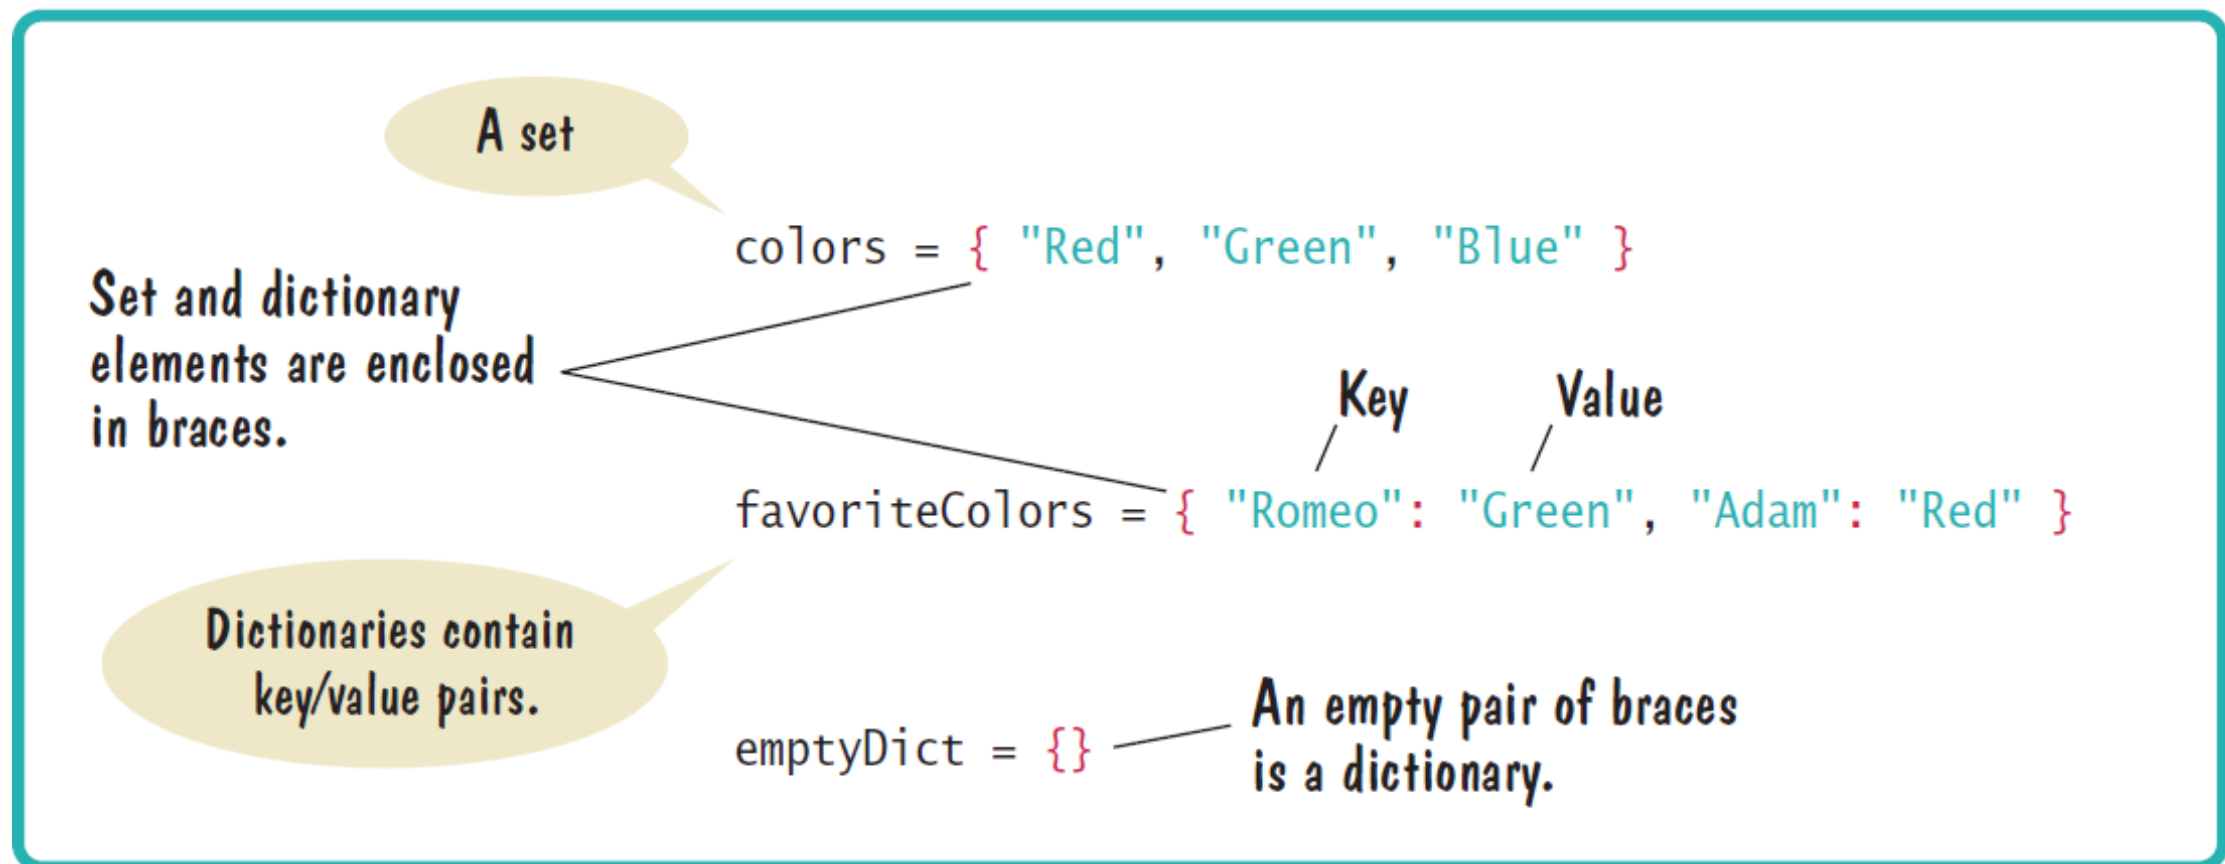 A set
colors = { "Red", "Green", "Blue" }
Set and dictionary
elements are enclosed
in braces.
Key
Value
favoriteColors = { "Romeo": "Green", "Adam": "Red" }
Dictionaries contain
key/value pairs.
emptyDict = {}
An empty pair of braces
is a dictionary.